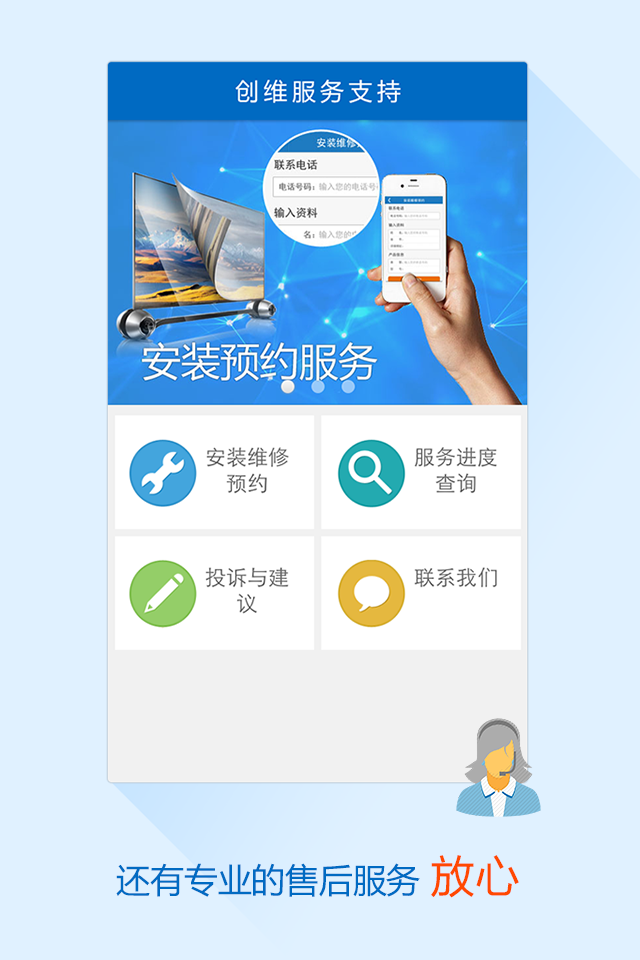 创维服务支持
安装维修
联系电话
电话号码：输入您的电话号
输入资料
名：输入您的
安装预约服务
安装维修
预约
服务进度
查询
投诉与建
议
联系我们
还有专业的售后服务 放心